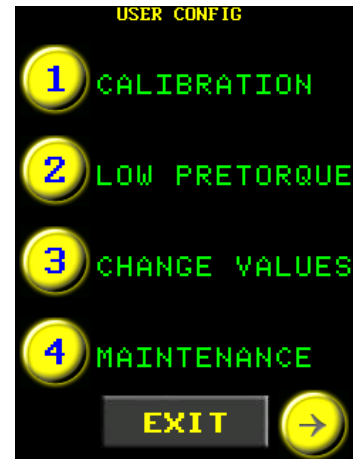 USER CONFIG
1 CALIBRATION
2 LOW PRETORQUE
3 CHANGE VALUES
4 MAINTENANCE
EXIT →